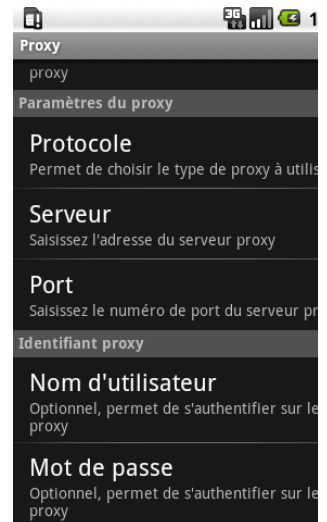 3G 1
Proxy
proxy
Paramètres du proxy
Protocole
Permet de choisir le type de proxy à utilis
Serveur
Saisissez l'adresse du serveur proxy
Port
Saisissez le numéro de port du serveur pr
Identifiant proxy
Nom d'utilisateur
Optionnel, permet de s'authentifier sur le
proxy
Mot de passe
Optionnel, permet de s'authentifier sur le
proxy